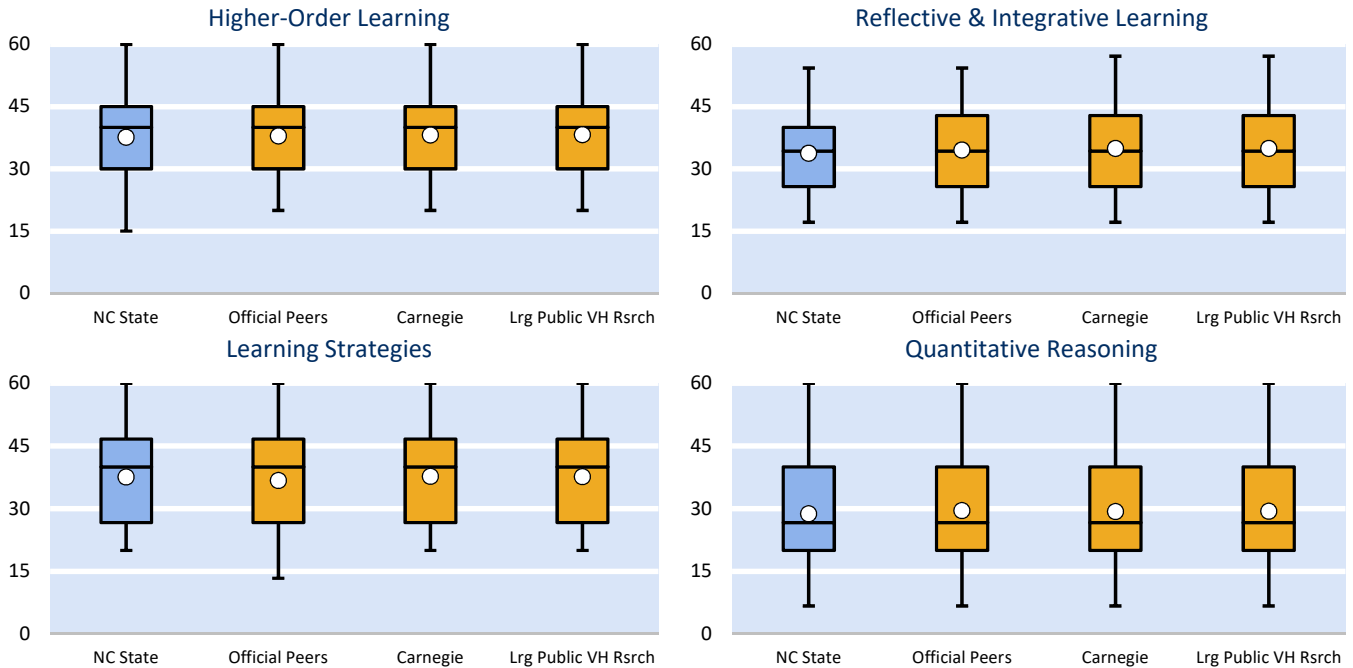 Higher-Order Learning
60
45
30
15
0
NC State Official Peers Carnegie Lrg Public VH Rsrch
Reflective & Integrative Learning
60
45
30
15
0
NC State Official Peers Carnegie Lrg Public VH Rsrch
Learning Strategies
60
45
30
15
0
NC State Official Peers Carnegie Lrg Public VH Rsrch
Quantitative Reasoning
60
45
30
15
0
NC State Official Peers Carnegie Lrg Public VH Rsrch